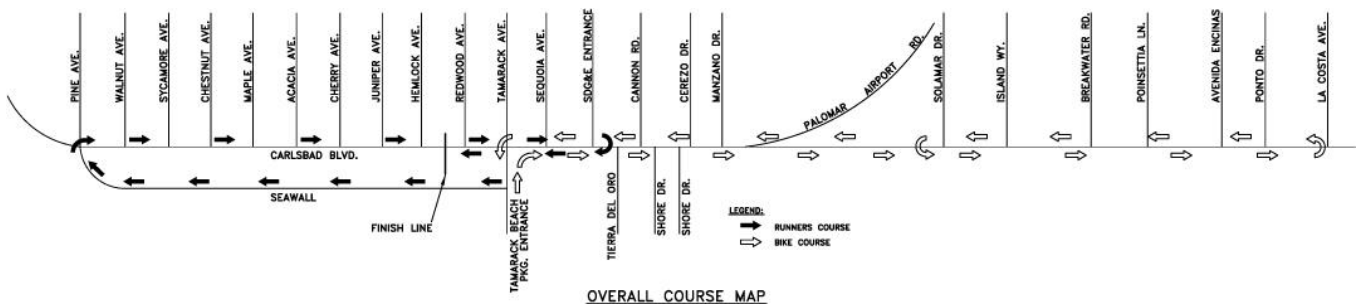 PINE AVE.
WALNUT AVE.
SYCAMORE AVE.
CHESTNUT AVE.
MAPLE AVE.
ACACIA AVE.
CHERRY AVE.
JUNIPER AVE.
HEMLOCK AVE.
REDWOOD AVE.
TAMARACK AVE.
SEQUOIA AVE.
SDG&E ENTRANCE
CANNON RD.
CEREZO DR.
MANZANO DR.
PALOMAR AIRPORT RD.
SOLAMAR DR.
ISLAND WY.
BREAKWATER RD.
POINSETTIA LN.
AVENIDA ENCINAS
PONTO DR.
LA COSTA AVE.
CARLSBAD BLVD.
SEAWALL
FINISH LINE
TAMARACK BEACH
PKG. ENTRANCE
TIERRA DEL ORO
SHORE DR.
SHORE DR.
LEGEND:
RUNNERS COURSE
BIKE COURSE
OVERALL COURSE MAP